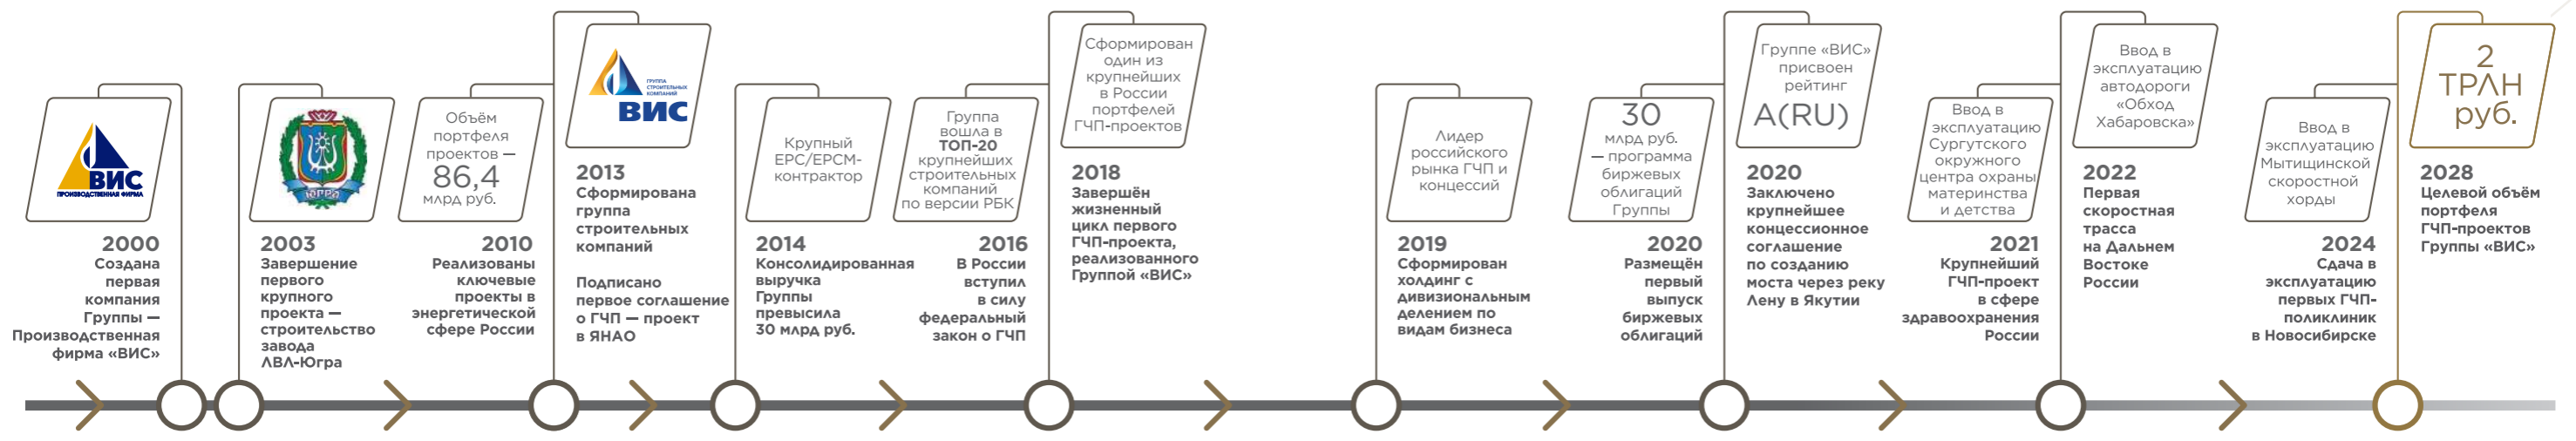 ВИС
ПРОИЗВОДСТВЕННАЯ ФИРМА
2000
Создана
первая
компания
Группы —
Производственная
фирма «ВИС»
ЮГРА
2003
Завершение
первого
крупного
проекта —
строительство
завода
ЛВЛ-Югра
Объём
портфеля
проектов —
86,4
млрд руб.
2010
Реализованы
ключевые
проекты в
энергетической
сфере России
ГРУППА
СТРОИТЕЛЬНЫХ
КОМПАНИЙ
ВИС
2013
Сформирована
группа
строительных
компаний
Подписано
первое соглашение
о ГЧП — проект
в ЯНАО
Крупный
EPC/EPCM-
контрактор
2014
Консолидированная
выручка
Группы
превысила
30 млрд руб.
Группа
вошла в
ТОП-20
крупнейших
строительных
компаний
по версии РБК
2016
В России
вступил
в силу
федеральный
закон о ГЧП
Сформирован
один из
крупнейших
в России
портфелей
ГЧП-проектов
2018
Завершён
жизненный
цикл первого
ГЧП-проекта,
реализованного
Группой «ВИС»
Лидер
российского
рынка ГЧП и
концессий
2019
Сформирован
холдинг с
дивизиональным
делением по
видам бизнеса
30
млрд руб.
— программа
биржевых
облигаций
Группы
2020
Размещён
первый
выпуск
биржевых
облигаций
Группе «ВИС»
присвоен
рейтинг
A(RU)
2020
Заключено
крупнейшее
концессионное
соглашение
по созданию
моста через реку
Лену в Якутии
Ввод в
эксплуатацию
Сургутского
окружного
центра охраны
материнства
и детства
2021
Крупнейший
ГЧП-проект
в сфере
здравоохранения
России
Ввод в
эксплуатацию
автодороги
«Обход
Хабаровска»
2022
Первая
скоростная
трасса
на Дальнем
Востоке
России
Ввод в
эксплуатацию
Мытищинской
скоростной
хорды
2024
Сдача в
эксплуатацию
первых ГЧП-
поликлиник
в Новосибирске
2
ТРЛН
руб.
2028
Целевой объём
портфеля
ГЧП-проектов
Группы «ВИС»